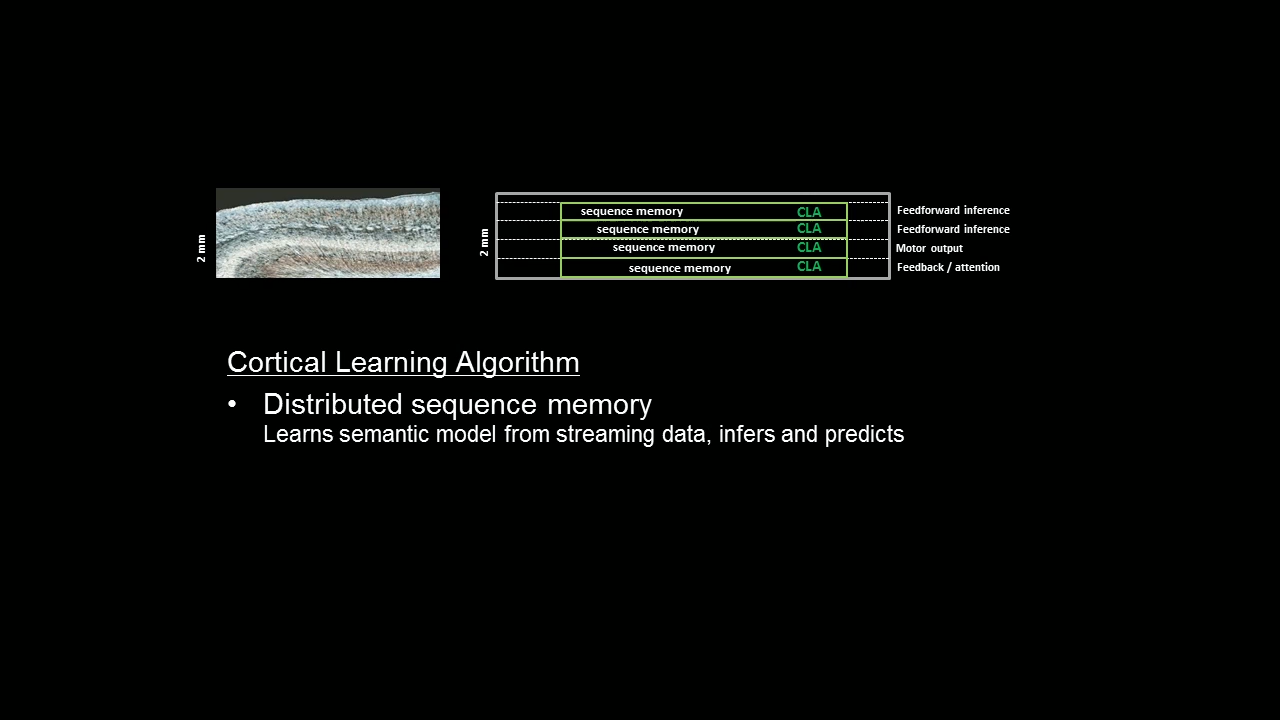 2 mm
2 mm
sequence memory CLA Feedforward inference
sequence memory CLA Feedforward inference
sequence memory CLA Motor output
sequence memory CLA Feedback / attention
Cortical Learning Algorithm
• Distributed sequence memory
Learns semantic model from streaming data, infers and predicts